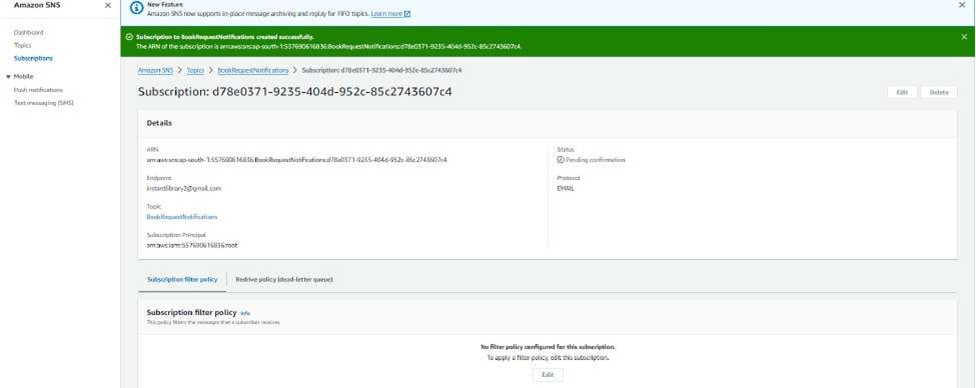 Amazon SNS
Dashboard
Topics
Subscriptions
Mobile
Push notifications
Text messaging (SMS)
New Feature
Amazon SNS now supports in-place message archiving and replay for FIFO topics. Learn more
Subscription to BookRequestNotifications created successfully.
The ARN of the subscription is arn:aws:sns:ap-south-1:557690616836:BookRequestNotifications:d78e0371-9235-404d-952c-85c2743607c4.
Amazon SNS > Topics > BookRequestNotifications > Subscription: d78e0371-9235-404d-952c-85c2743607c4
Subscription: d78e0371-9235-404d-952c-85c2743607c4
Edit
Delete
Details
ARN
arn:aws:sns:ap-south-1:557690616836:BookRequestNotifications:d78e0371-9235-404d-952c-85c2743607c4
Endpoint
instantlibrary2@gmail.com
Topic
BookRequestNotifications
Subscription Principal
arn:aws:iam::557690616836:root
Status
Pending confirmation
Protocol
EMAIL
Subscription filter policy
Redrive policy (dead-letter queue)
Subscription filter policy Info
This policy filters the messages that a subscriber receives.
No filter policy configured for this subscription.
To apply a filter policy, edit this subscription.
Edit